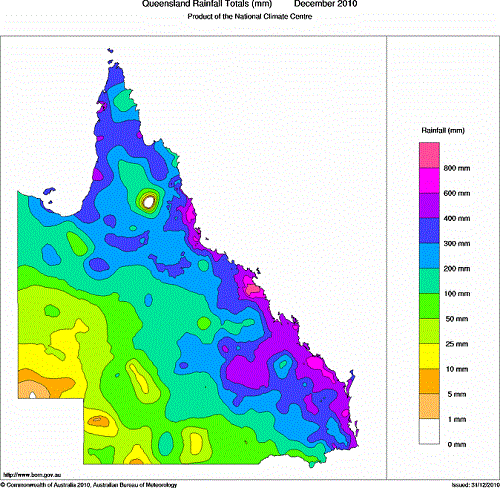 Queensland Rainfall Totals (mm) December 2010
Product of the National Climate Centre
Rainfall (mm)
800 mm
600 mm
400 mm
300 mm
200 mm
100 mm
50 mm
25 mm
10 mm
5 mm
1 mm
0 mm
http://www.bom.gov.au
© Commonwealth of Australia 2010, Australian Bureau of Meteorology
Issued: 31/12/2010